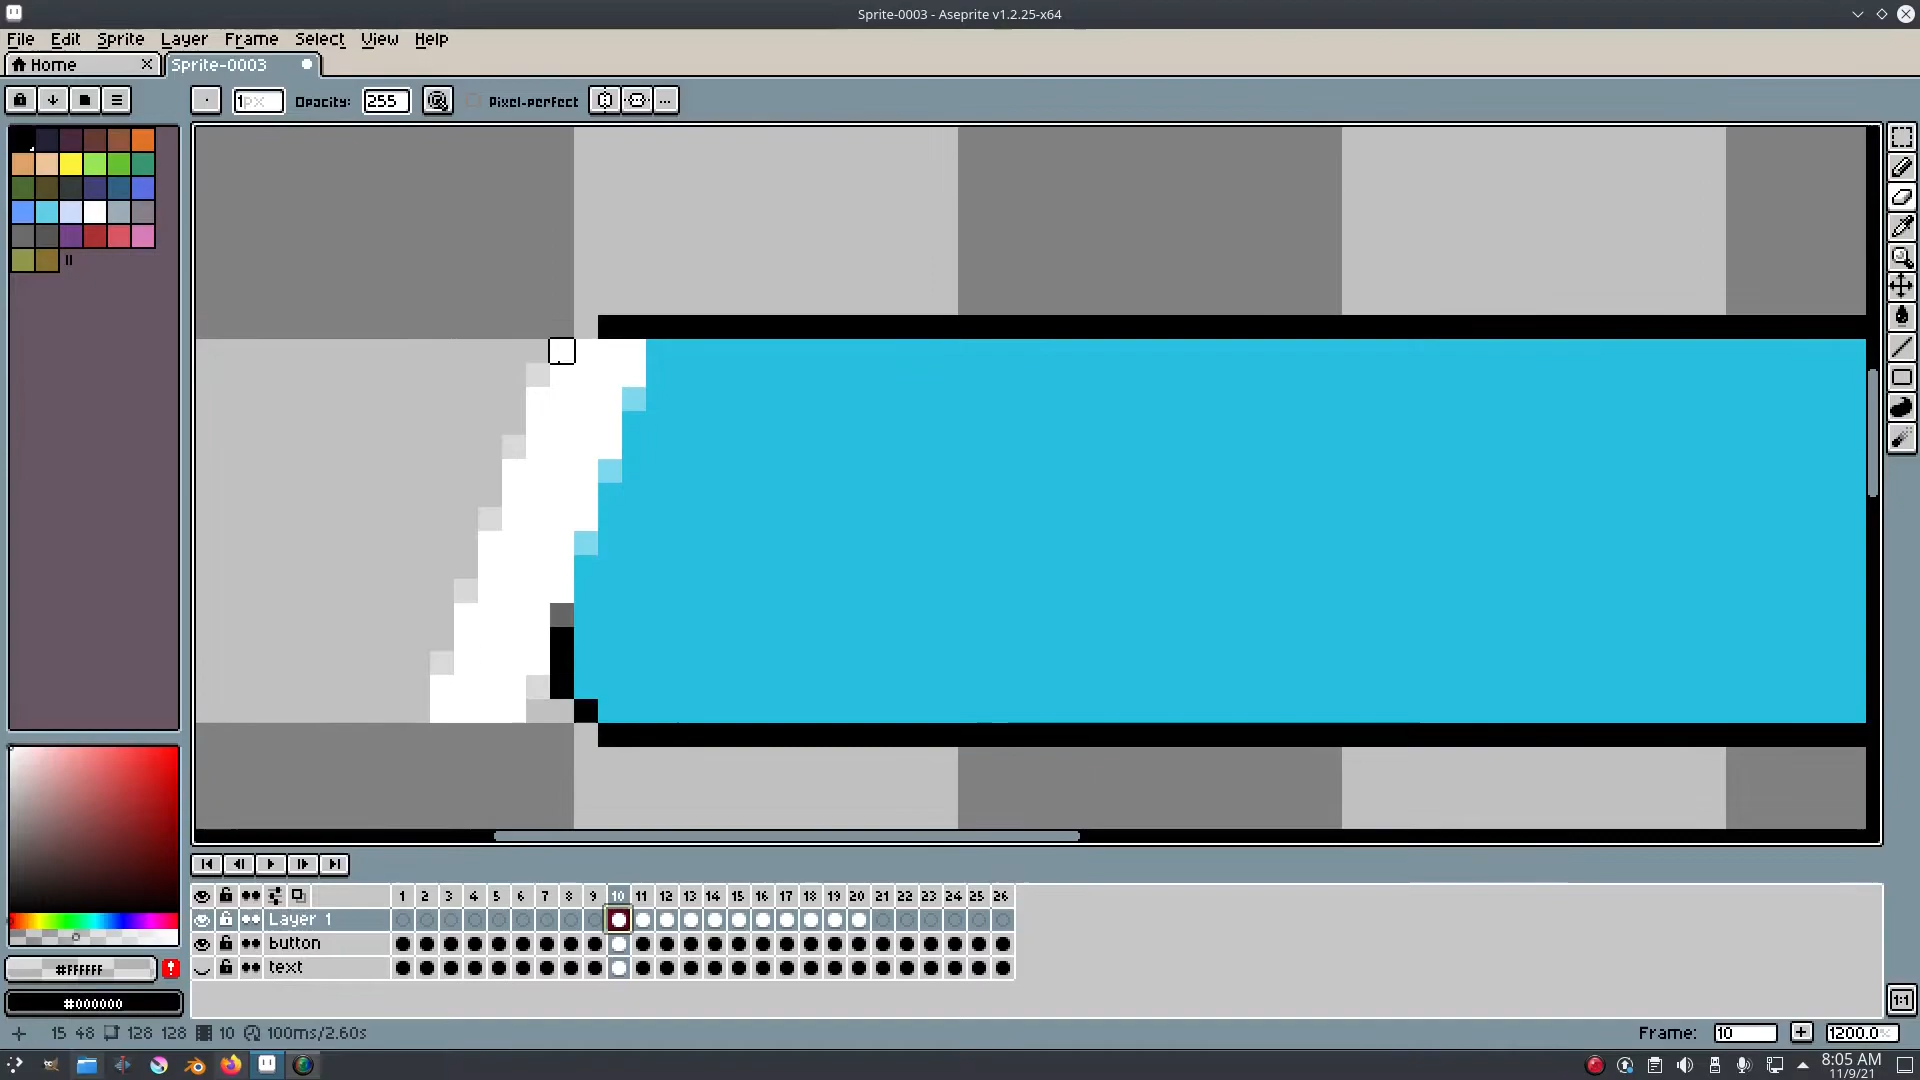 Sprite-0003 - Aseprite v1.2.25-x64
File Edit Sprite Layer Frame Select View Help
Home Sprite-0003
1px Opacity: 255 Pixel-perfect ...
1 2 3 4 5 6 7 8 9 10 11 12 13 14 15 16 17 18 19 20 21 22 23 24 25 26
Layer 1
button
text
#FFFFFF !
#000000
1:1
15 48 128 128 10 100ms/2.60s Frame: 10 + 1200.0%
8:05 AM
11/9/21